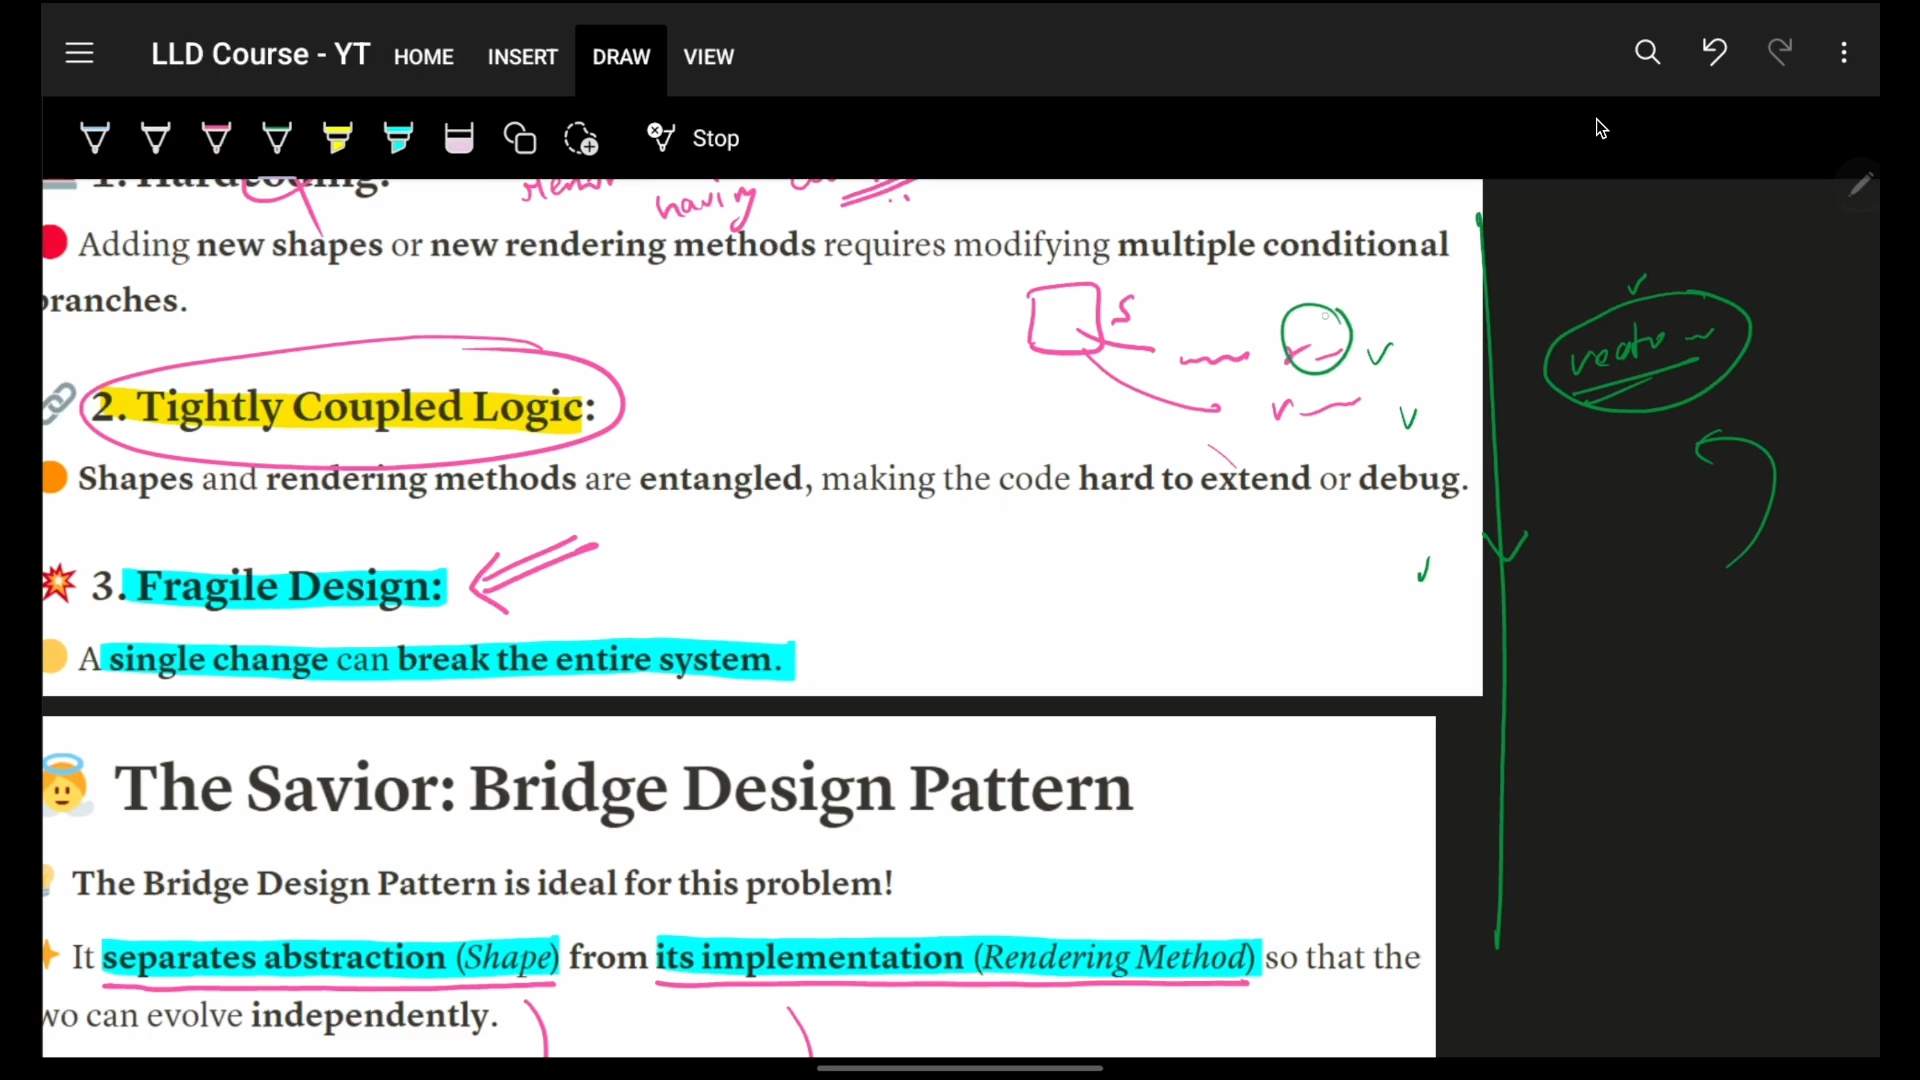 LLD Course - YT HOME INSERT DRAW VIEW
Stop
1. Hardcoding:
having
Adding new shapes or new rendering methods requires modifying multiple conditional
branches.
S
vector
2. Tightly Coupled Logic:
Shapes and rendering methods are entangled, making the code hard to extend or debug.
3. Fragile Design:
A single change can break the entire system.
The Savior: Bridge Design Pattern
The Bridge Design Pattern is ideal for this problem!
It separates abstraction (Shape) from its implementation (Rendering Method) so that the
wo can evolve independently.